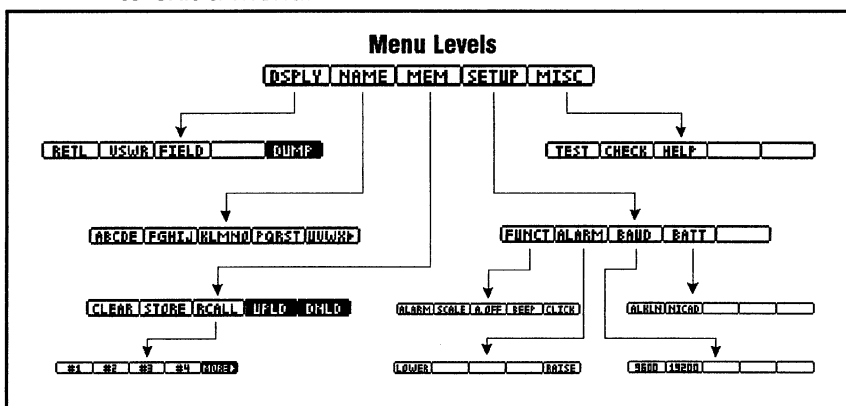 Menu Levels
DSPLY NAME MEM SETUP MISC
RETL VSWR FIELD DUMP
TEST CHECK HELP
ABCDE FGHIJ KLMNO PQRST UVWX▶
FUNCT ALARM BAUD BATT
CLEAR STORE RCALL UPLD DNLD
ALARM SCALE A.OFF BEEP CLICK
ALKLN NICAD
#1 #2 #3 #4 MORE▶
LOWER RAISE
9600 19200